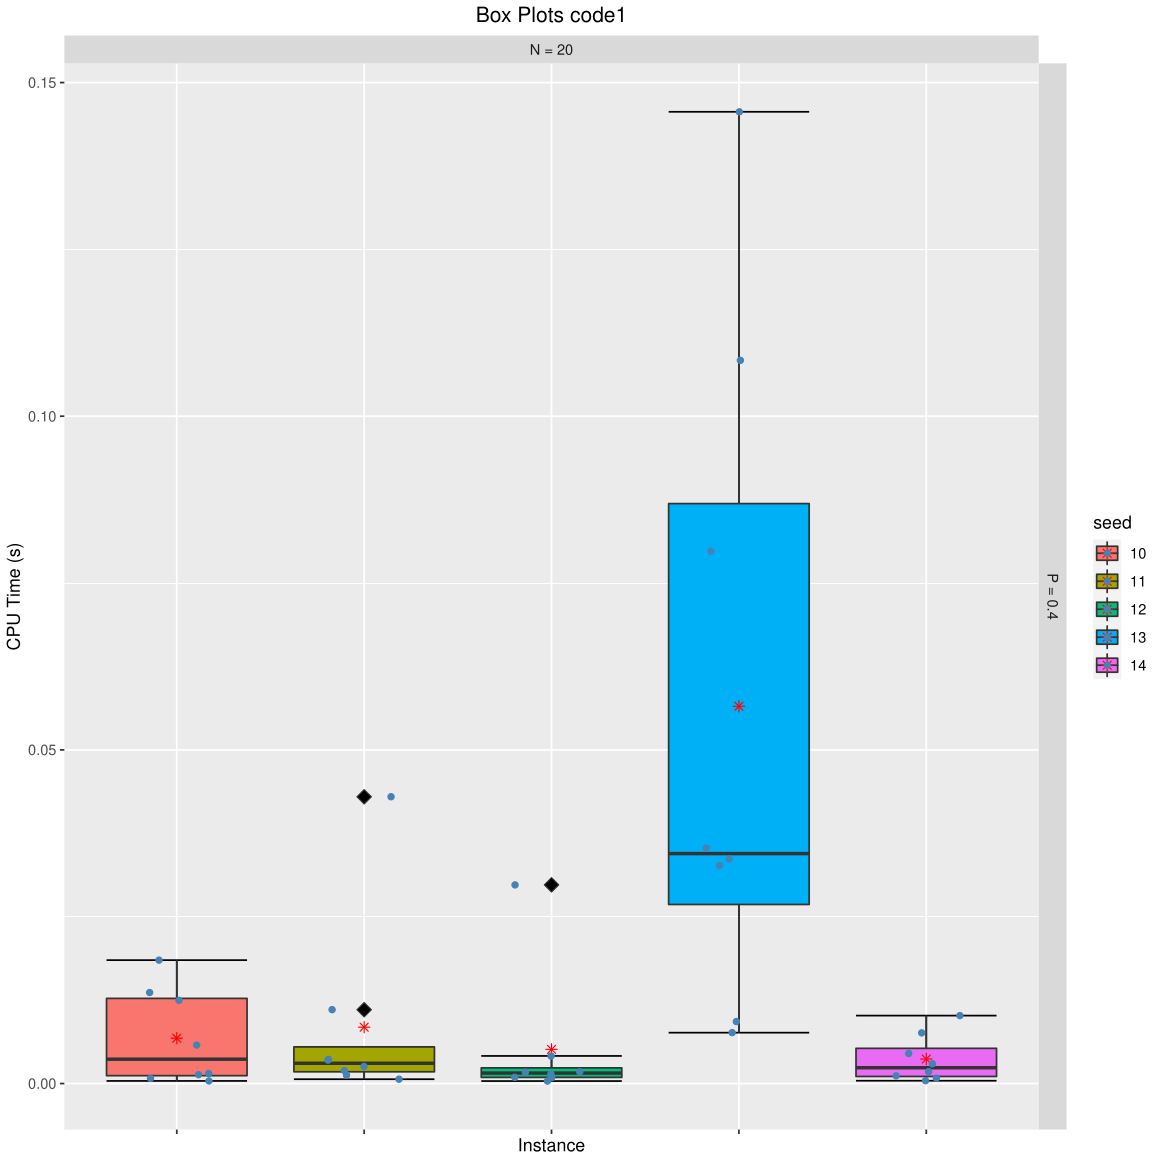 Box Plots code1
N = 20
0.15
0.10
0.05
0.00
CPU Time (s)
Instance
P = 0.4
seed
10
11
12
13
14